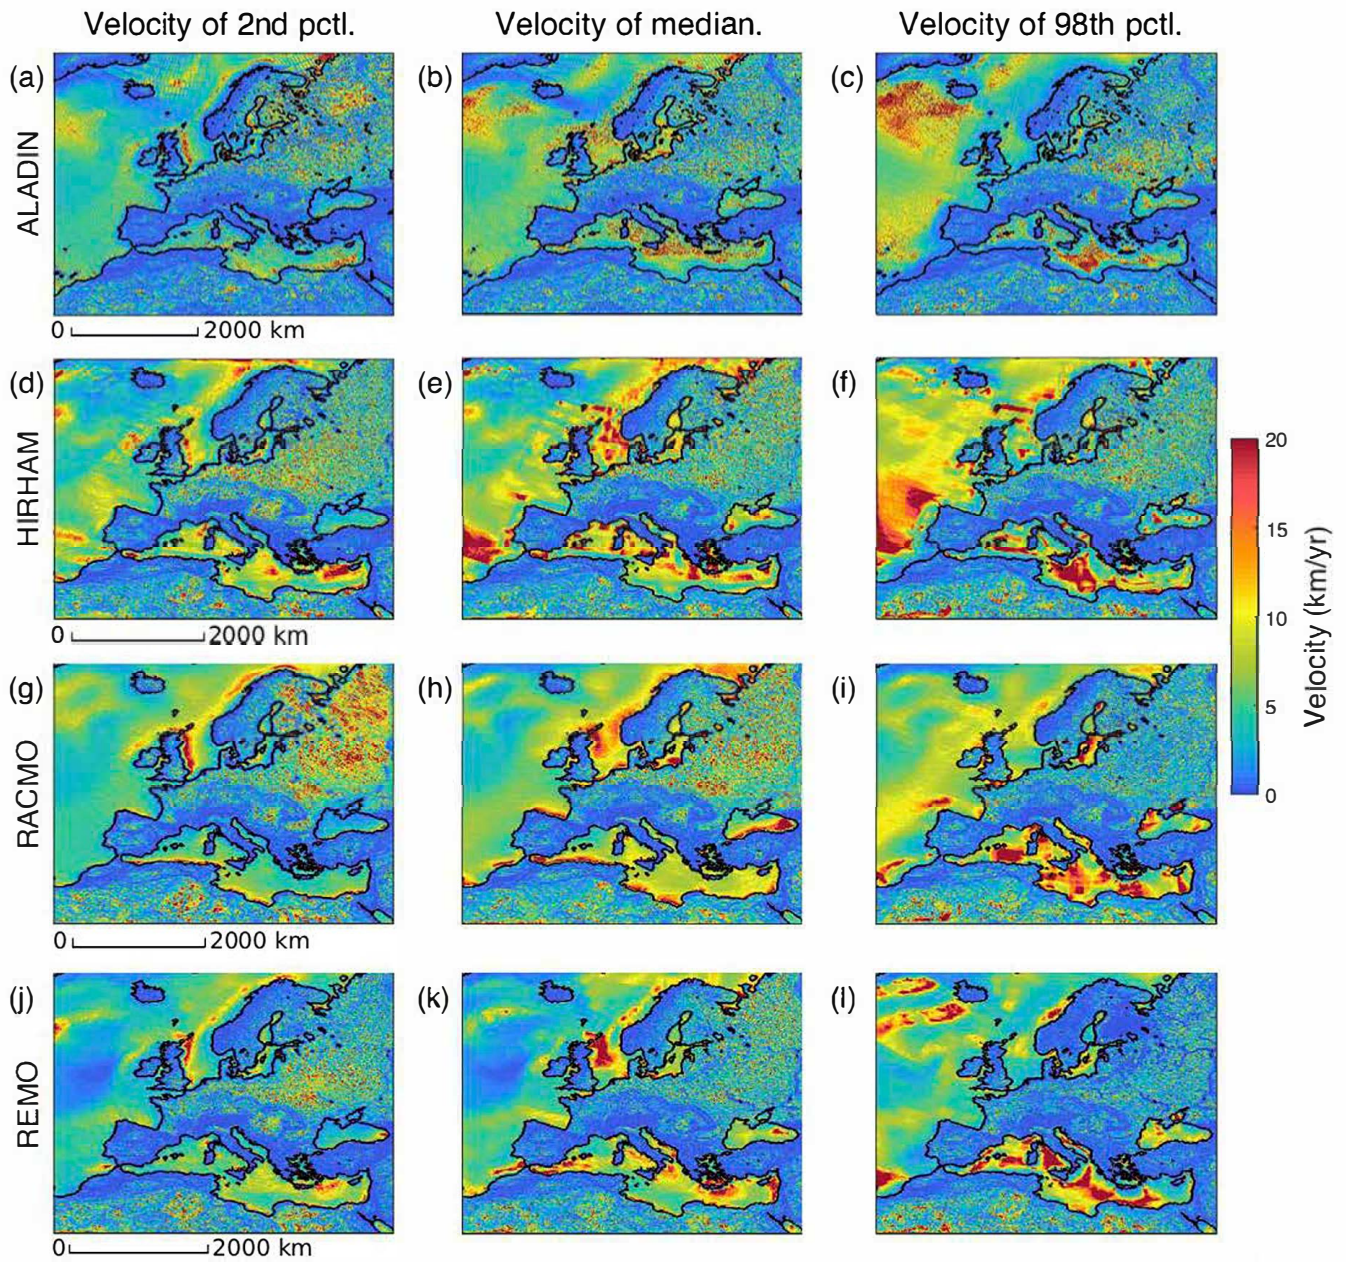 Velocity of 2nd pctl.
Velocity of median.
Velocity of 98th pctl.
(a)
(b)
(c)
ALADIN
0
2000 km
(d)
(e)
(f)
HIRHAM
0
2000 km
20
15
10
5
0
Velocity (km/yr)
(g)
(h)
(i)
RACMO
0
2000 km
(j)
(k)
(l)
REMO
0
2000 km